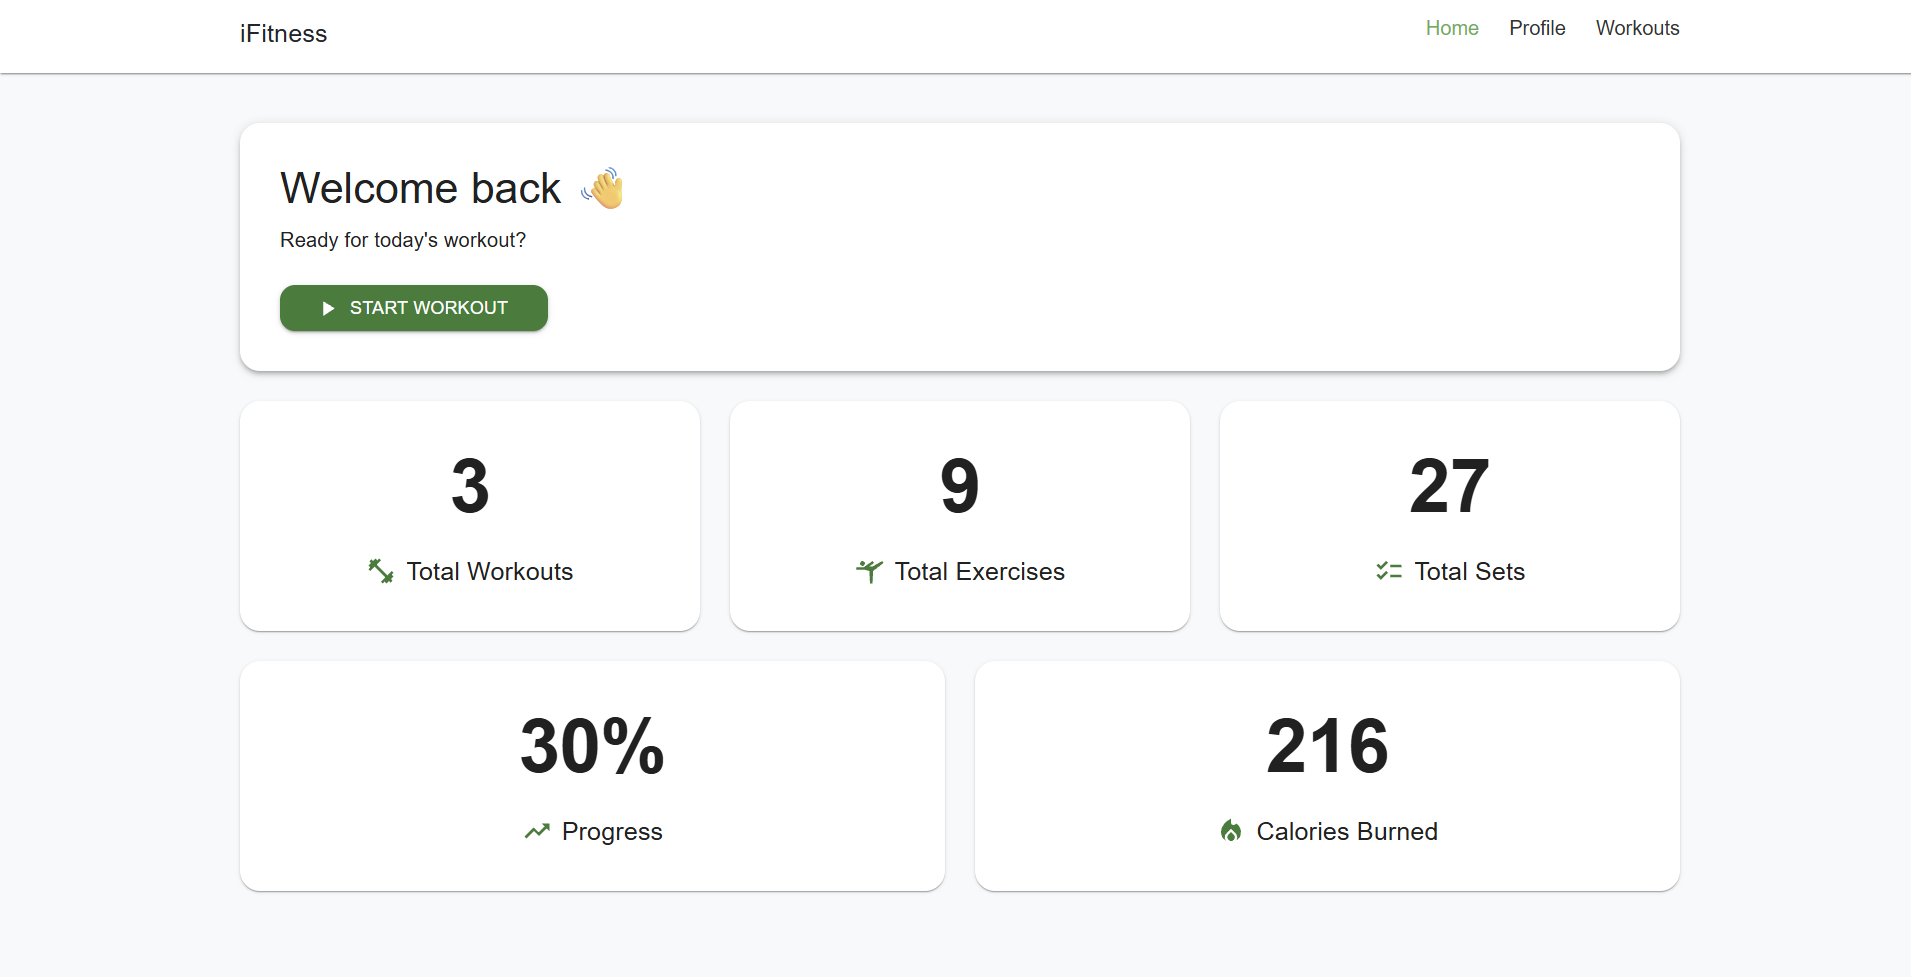 iFitness
Home Profile Workouts
Welcome back 👋
Ready for today's workout?
START WORKOUT
3
Total Workouts
9
Total Exercises
27
Total Sets
30%
Progress
216
Calories Burned